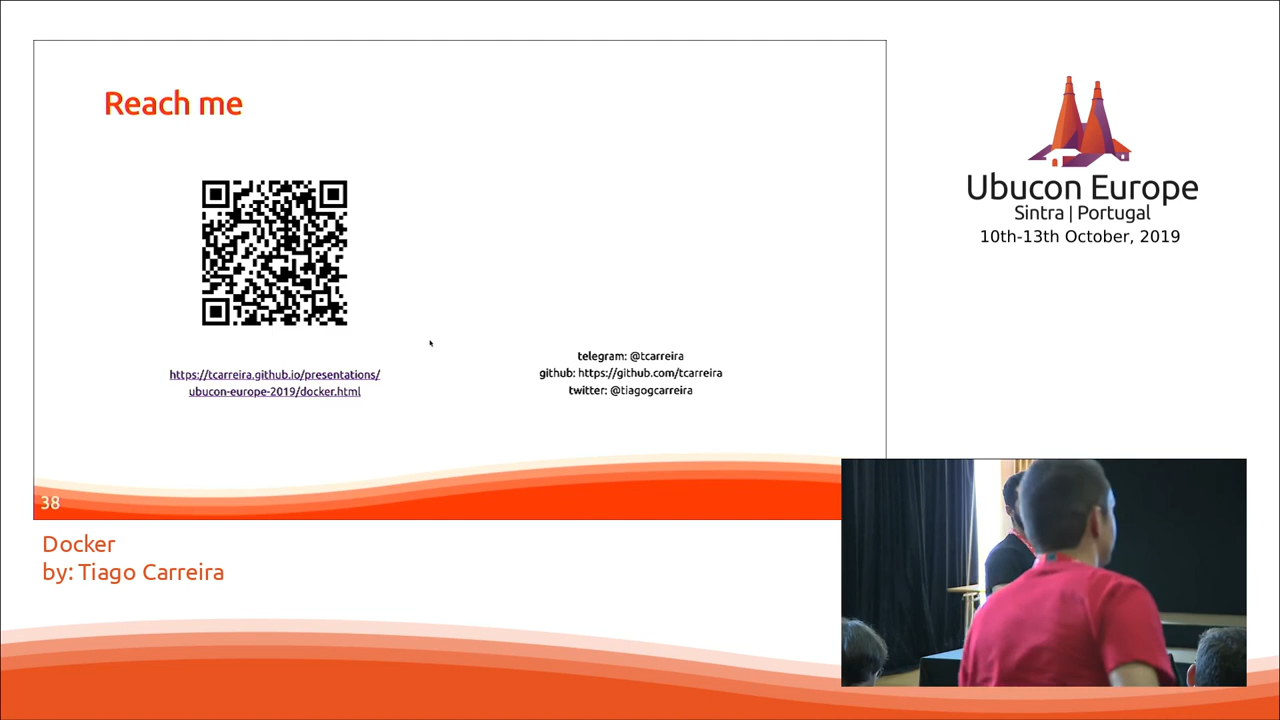 Reach me
https://tcarreira.github.io/presentations/
ubucon-europe-2019/docker.html
telegram: @tcarreira
github: https://github.com/tcarreira
twitter: @tiagogcarreira
38
Docker
by: Tiago Carreira
Ubucon Europe
Sintra | Portugal
10th-13th October, 2019